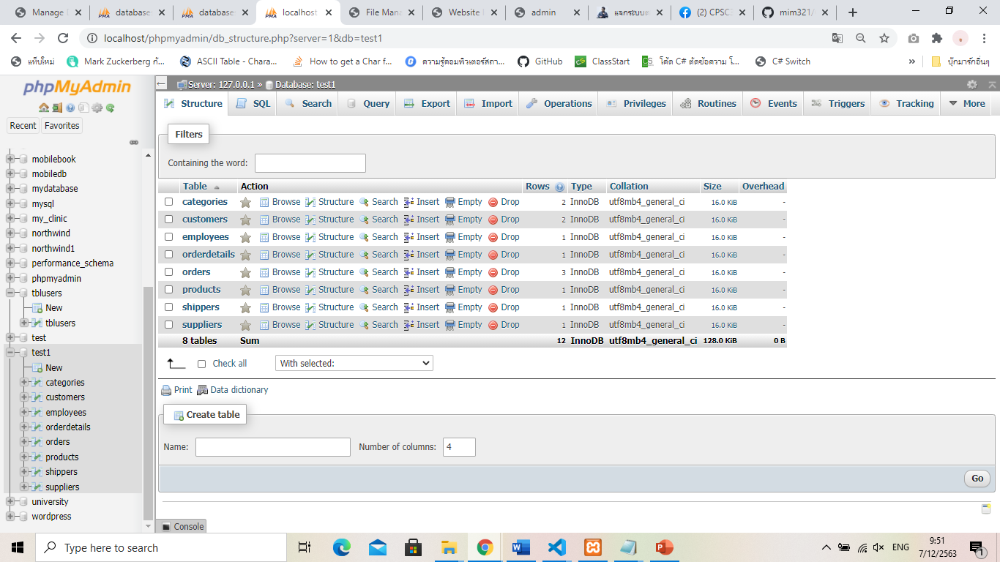 Manage
database
database
localhost
File Man
Website
admin
แจกระบบ
(2) CPSC
mim321/
localhost/phpmyadmin/db_structure.php?server=1&db=test1
แท็บใหม่ Mark Zuckerberg ก้... ASCII Table - Chara... How to get a Char f... ความรู้คอมพิวเตอร์สถา... GitHub ClassStart โค้ด C# ตัดข้อความ โ... C# Switch » บุ๊กมาร์กอื่นๆ
phpMyAdmin
Recent Favorites
mobilebook
mobiledb
mydatabase
mysql
my_clinic
northwind
northwind1
performance_schema
phpmyadmin
tblusers
New
tblusers
test
test1
New
categories
customers
employees
orderdetails
orders
products
shippers
suppliers
university
wordpress
Server: 127.0.0.1 » Database: test1
Structure SQL Search Query Export Import Operations Privileges Routines Events Triggers Tracking More
Filters
Containing the word:
Table Action Rows Type Collation Size Overhead
categories Browse Structure Search Insert Empty Drop 2 InnoDB utf8mb4_general_ci 16.0 KiB -
customers Browse Structure Search Insert Empty Drop 2 InnoDB utf8mb4_general_ci 16.0 KiB -
employees Browse Structure Search Insert Empty Drop 1 InnoDB utf8mb4_general_ci 16.0 KiB -
orderdetails Browse Structure Search Insert Empty Drop 1 InnoDB utf8mb4_general_ci 16.0 KiB -
orders Browse Structure Search Insert Empty Drop 3 InnoDB utf8mb4_general_ci 16.0 KiB -
products Browse Structure Search Insert Empty Drop 1 InnoDB utf8mb4_general_ci 16.0 KiB -
shippers Browse Structure Search Insert Empty Drop 1 InnoDB utf8mb4_general_ci 16.0 KiB -
suppliers Browse Structure Search Insert Empty Drop 1 InnoDB utf8mb4_general_ci 16.0 KiB -
8 tables Sum 12 InnoDB utf8mb4_general_ci 128.0 KiB 0 B
Check all With selected:
Print Data dictionary
Create table
Name: Number of columns: 4
Go
Console
Type here to search
ENG
9:51
7/12/2563
1